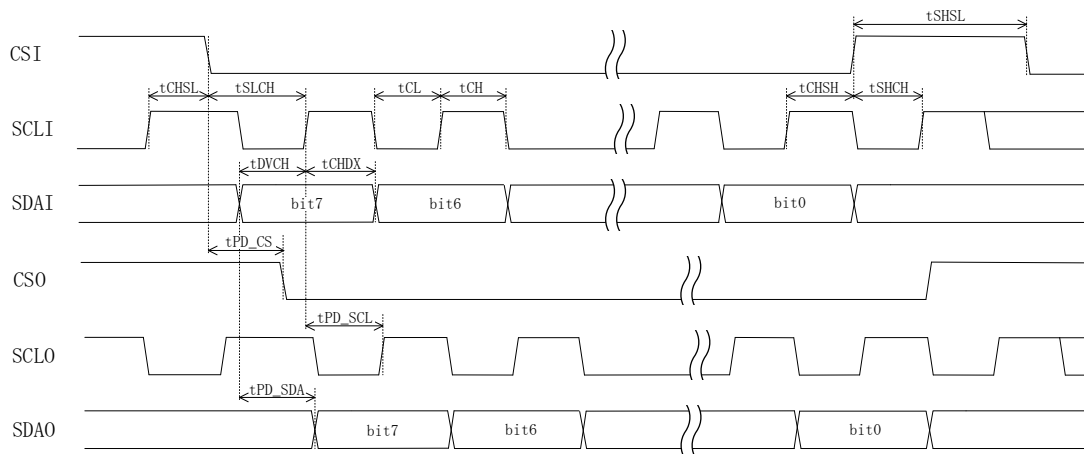 tSHSL
CSI
tCHSL tSLCH tCL tCH tCHSH tSHCH
SCLI
tDVCH tCHDX
SDAI bit7 bit6 bit0
tPD_CS
CSO
tPD_SCL
SCLO
tPD_SDA
SDAO bit7 bit6 bit0